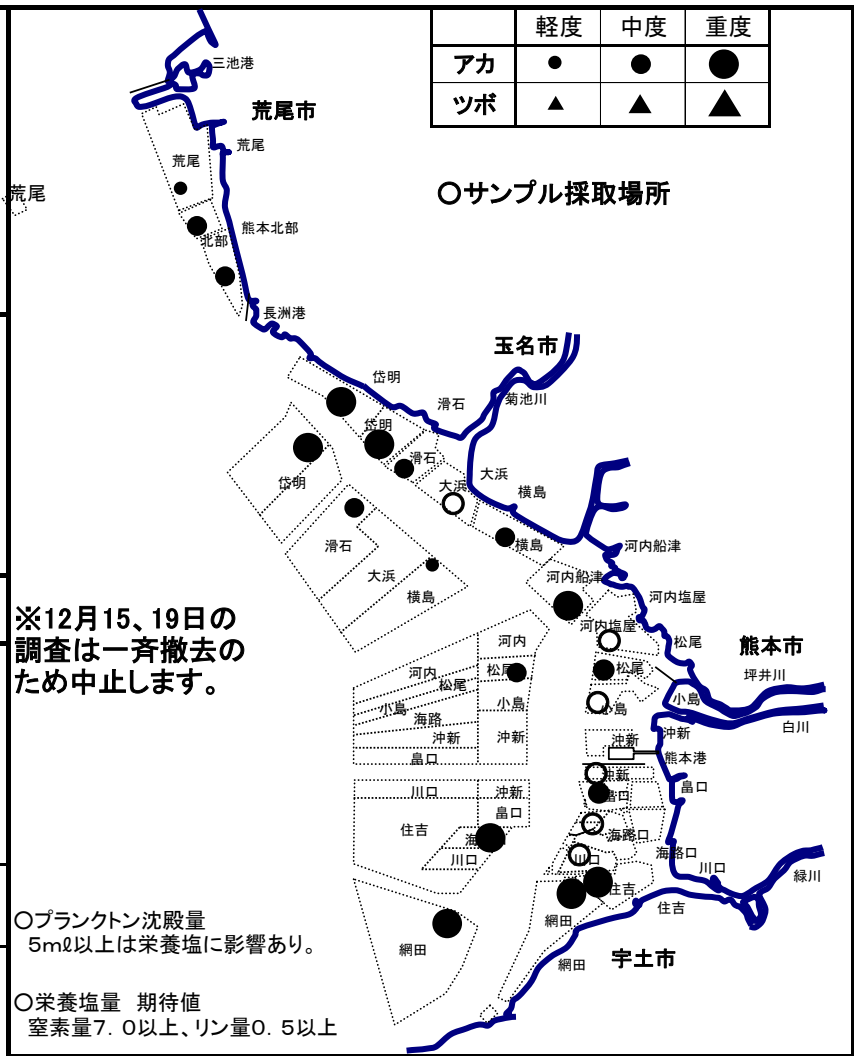 軽度 中度 重度
アカ
ツボ
三池港
荒尾市
荒尾
荒尾
荒尾
○サンプル採取場所
北部
熊本北部
長洲港
玉名市
岱明
滑石
菊池川
岱明
滑石
大浜
大浜
横島
岱明
横島
河内船津
滑石
大浜
横島
河内船津
河内塩屋
※12月15、19日の
調査は一斉撤去の
ため中止します。
河内塩屋
松尾
熊本市
河内
松尾
河内
松尾
松尾
坪井川
小島
小島
小島
小島
海路
沖新
白川
沖新
沖新
沖新
熊本港
畠口
沖新
川口
沖新
畠口
畠口
畠口
住吉
川口
海路口
海路口
川口
川口
緑川
住吉
住吉
○プランクトン沈殿量
5mℓ以上は栄養塩に影響あり。
網田
網田
網田
宇土市
○栄養塩量 期待値
窒素量7.0以上、リン量0.5以上